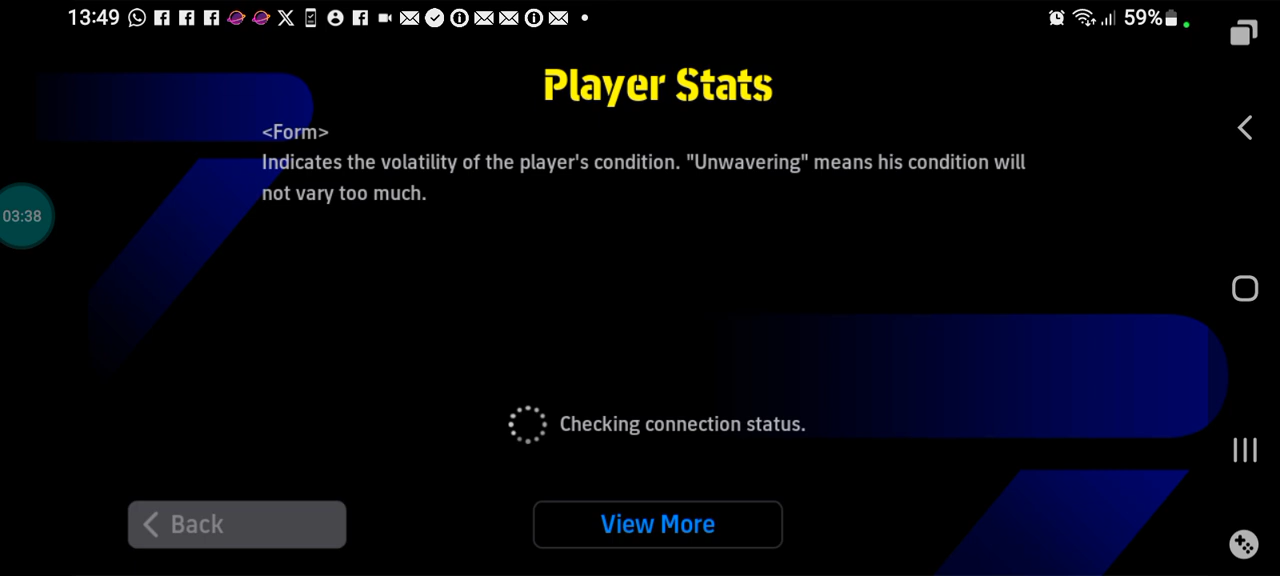 13:49
59%
Player Stats
<Form>
Indicates the volatility of the player's condition. "Unwavering" means his condition will
not vary too much.
03:38
Checking connection status.
Back
View More